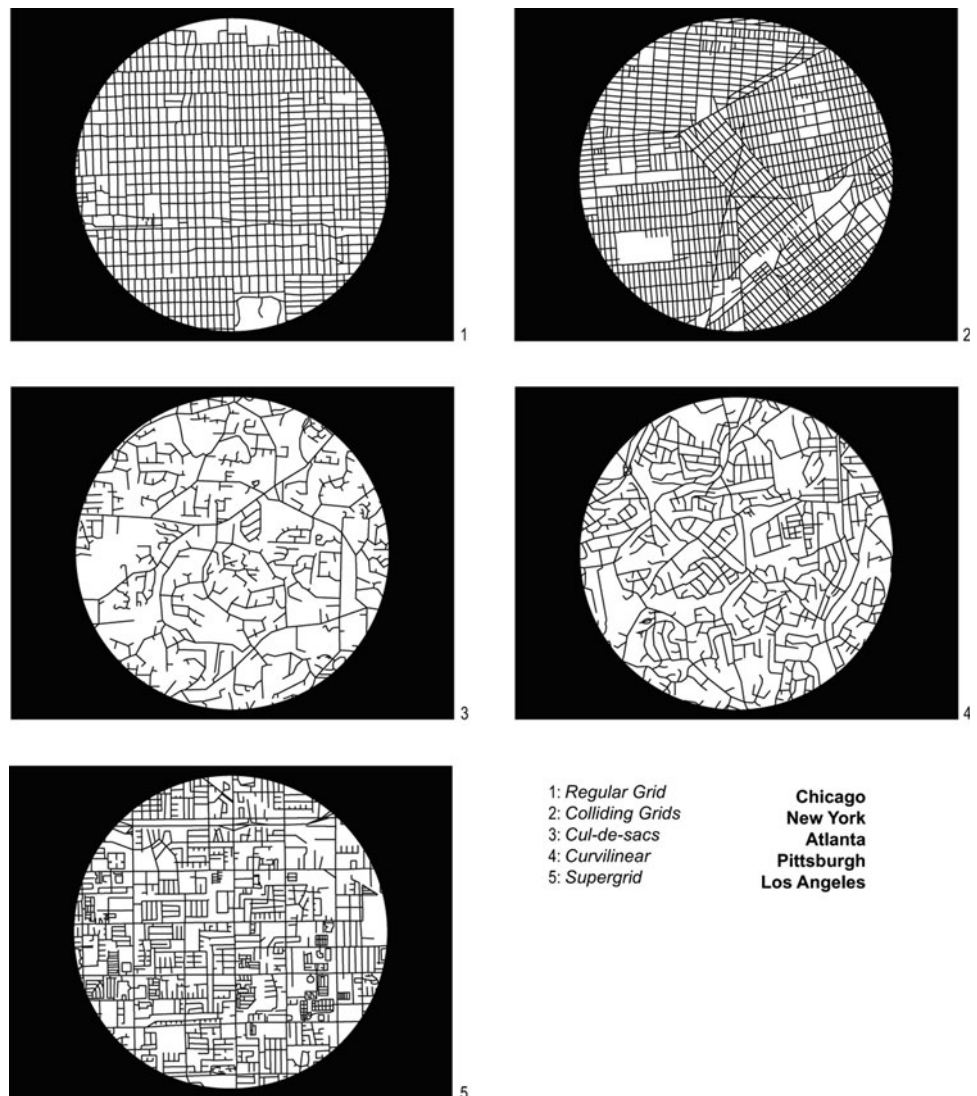 1
2
3
4
1: Regular Grid Chicago
2: Colliding Grids New York
3: Cul-de-sacs Atlanta
4: Curvilinear Pittsburgh
5: Supergrid Los Angeles
5